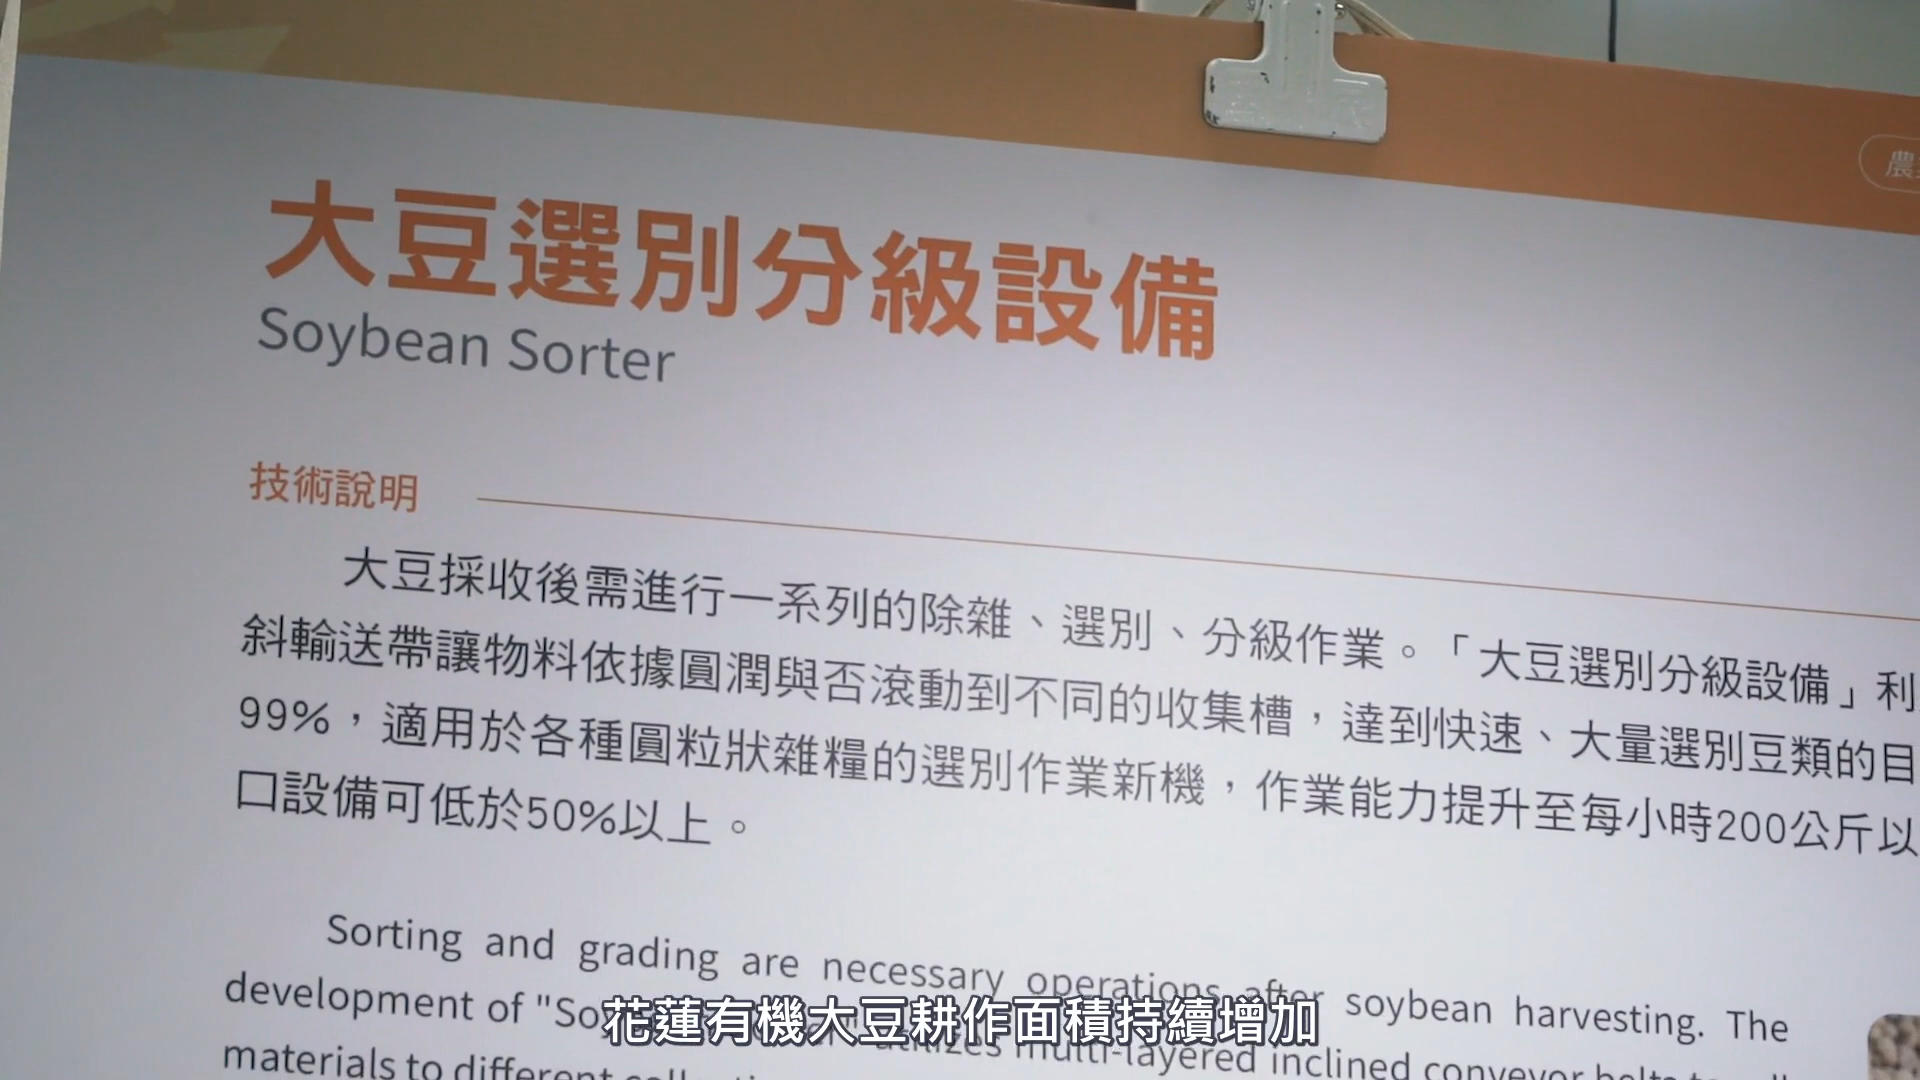 農
大豆選別分級設備
Soybean Sorter
技術說明
大豆採收後需進行一系列的除雜、選別、分級作業。「大豆選別分級設備」利
斜輸送帶讓物料依據圓潤與否滾動到不同的收集槽,達到快速、大量選別豆類的目
99%,適用於各種圓粒狀雜糧的選別作業新機,作業能力提升至每小時200公斤以
口設備可低於50%以上。
Sorting and grading are necessary operations after soybean harvesting. The
development of "So utilizes multi-layered inclined conveyor belts to
materials to different
花蓮有機大豆耕作面積持續增加